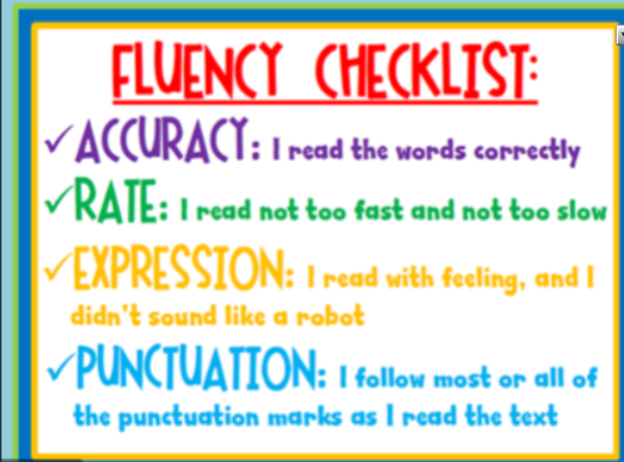 FLUENCY CHECKLIST:
✓ACCURACY: I read the words correctly
✓RATE: I read not too fast and not too slow
✓EXPRESSION: I read with feeling, and I
didn't sound like a robot
✓PUNCTUATION: I follow most or all of
the punctuation marks as I read the text